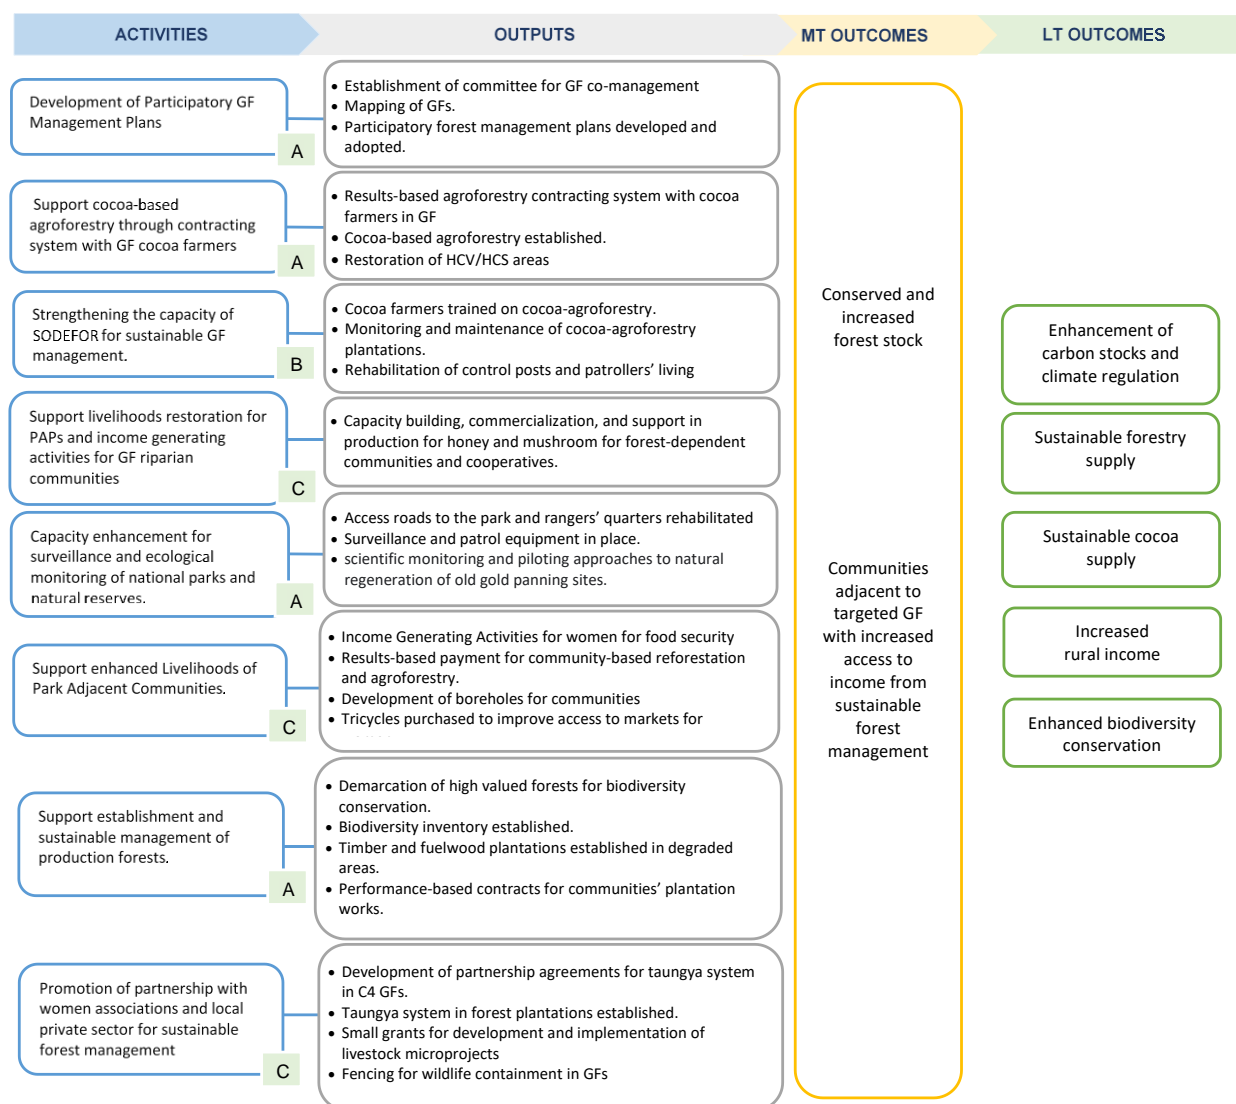 ACTIVITIES
OUTPUTS
MT OUTCOMES
LT OUTCOMES
Development of Participatory GF
Management Plans
A
• Establishment of committee for GF co-management
• Mapping of GFs.
• Participatory forest management plans developed and
adopted.
Support cocoa-based
agroforestry through contracting
system with GF cocoa farmers
A
• Results-based agroforestry contracting system with cocoa
farmers in GF
• Cocoa-based agroforestry established.
• Restoration of HCV/HCS areas
Strengthening the capacity of
SODEFOR for sustainable GF
management.
B
• Cocoa farmers trained on cocoa-agroforestry.
• Monitoring and maintenance of cocoa-agroforestry
plantations.
• Rehabilitation of control posts and patrollers’ living
Support livelihoods restoration for
PAPs and income generating
activities for GF riparian
communities
C
• Capacity building, commercialization, and support in
production for honey and mushroom for forest-dependent
communities and cooperatives.
Capacity enhancement for
surveillance and ecological
monitoring of national parks and
natural reserves.
A
• Access roads to the park and rangers’ quarters rehabilitated
• Surveillance and patrol equipment in place.
• scientific monitoring and piloting approaches to natural
regeneration of old gold panning sites.
Support enhanced Livelihoods of
Park Adjacent Communities.
C
• Income Generating Activities for women for food security
• Results-based payment for community-based reforestation
and agroforestry.
• Development of boreholes for communities
• Tricycles purchased to improve access to markets for
Support establishment and
sustainable management of
production forests.
A
• Demarcation of high valued forests for biodiversity
conservation.
• Biodiversity inventory established.
• Timber and fuelwood plantations established in degraded
areas.
• Performance-based contracts for communities’ plantation
works.
Promotion of partnership with
women associations and local
private sector for sustainable
forest management
C
• Development of partnership agreements for taungya system
in C4 GFs.
• Taungya system in forest plantations established.
• Small grants for development and implementation of
livestock microprojects
• Fencing for wildlife containment in GFs
Conserved and
increased
forest stock
Communities
adjacent to
targeted GF
with increased
access to
income from
sustainable
forest
management
Enhancement of
carbon stocks and
climate regulation
Sustainable forestry
supply
Sustainable cocoa
supply
Increased
rural income
Enhanced biodiversity
conservation